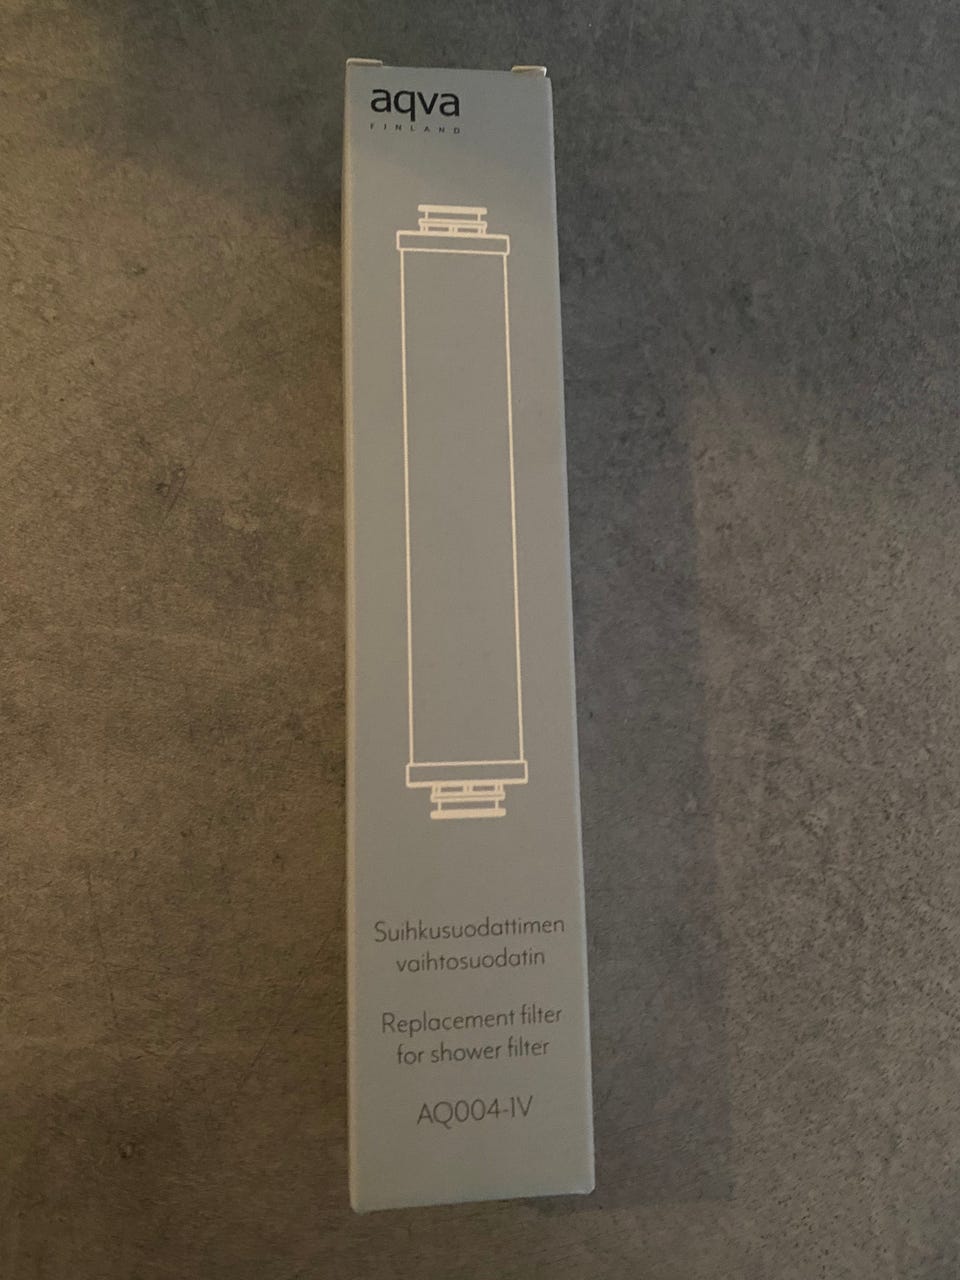 aqva
FINLAND
Suihkusuodattimen
vaihtosuodatin
Replacement filter
for shower filter
AQ004-1V